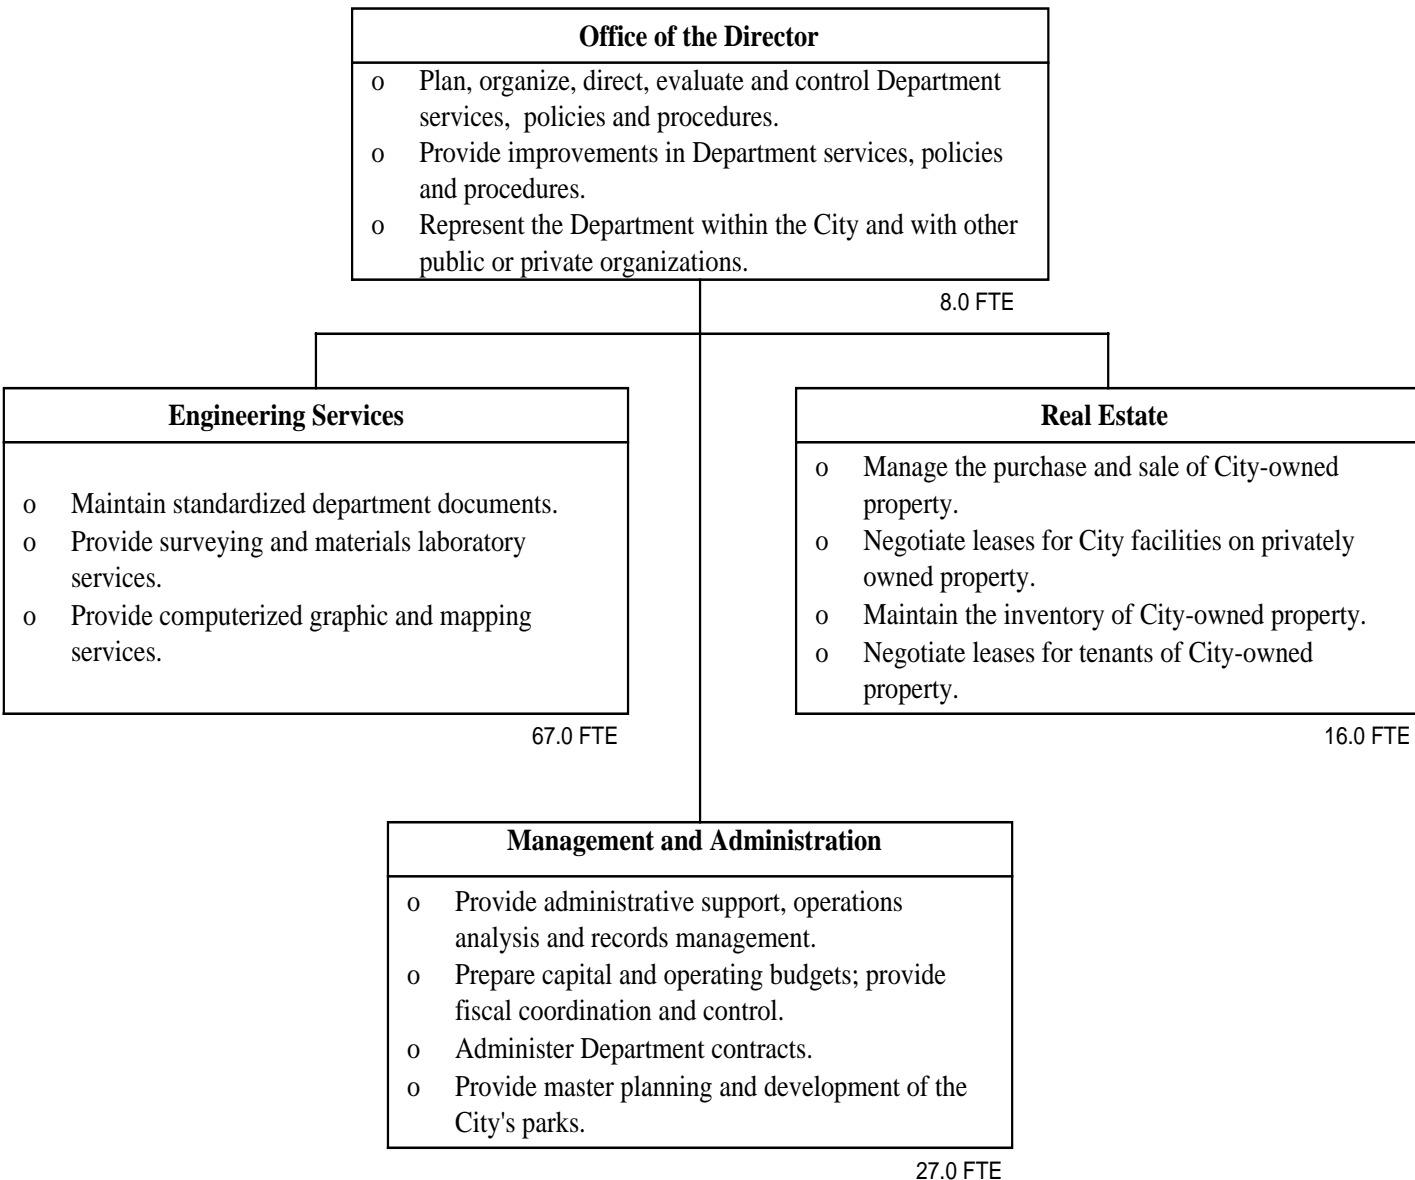 Office of the Director
o Plan, organize, direct, evaluate and control Department
services, policies and procedures.
o Provide improvements in Department services, policies
and procedures.
o Represent the Department within the City and with other
public or private organizations.
8.0 FTE
Engineering Services
o Maintain standardized department documents.
o Provide surveying and materials laboratory
services.
o Provide computerized graphic and mapping
services.
67.0 FTE
Real Estate
o Manage the purchase and sale of City-owned
property.
o Negotiate leases for City facilities on privately
owned property.
o Maintain the inventory of City-owned property.
o Negotiate leases for tenants of City-owned
property.
16.0 FTE
Management and Administration
o Provide administrative support, operations
analysis and records management.
o Prepare capital and operating budgets; provide
fiscal coordination and control.
o Administer Department contracts.
o Provide master planning and development of the
City's parks.
27.0 FTE